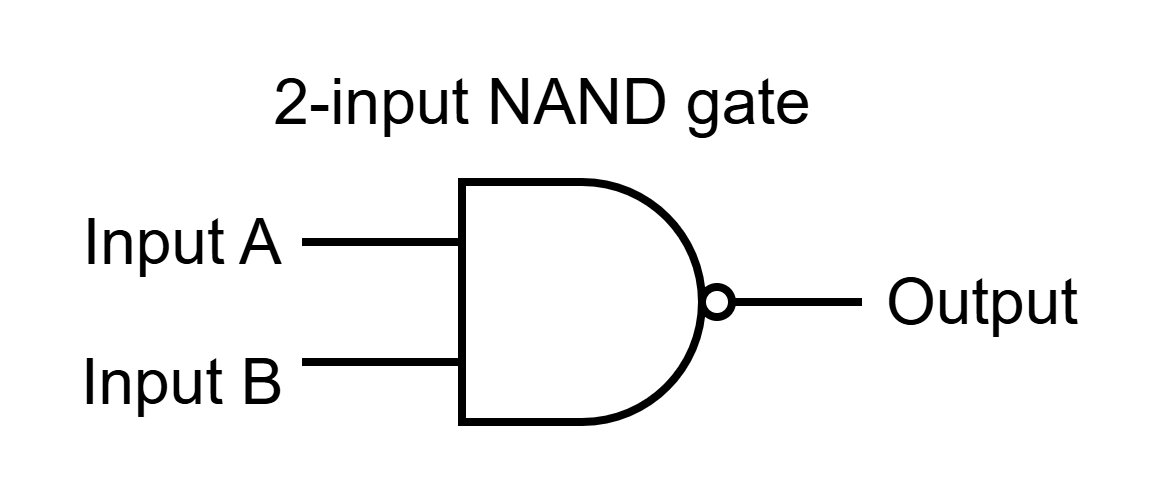 2-input NAND gate
Input A
Output
Input B